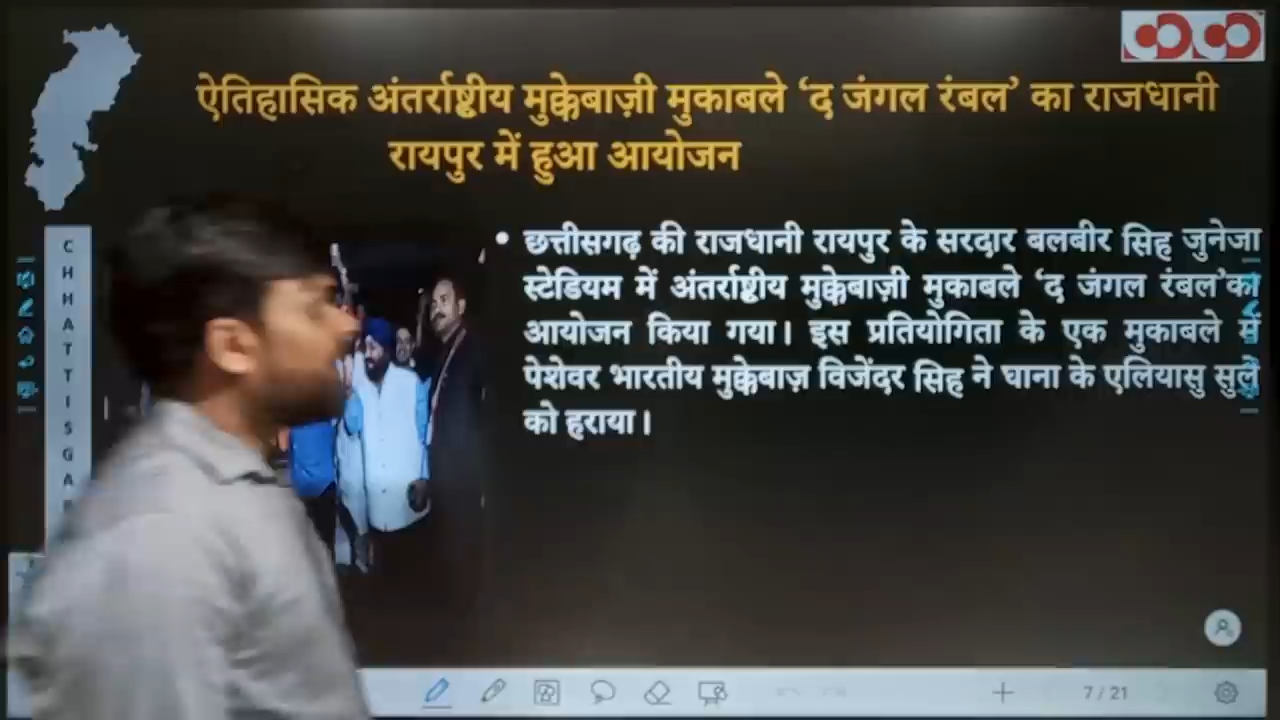 ऐतिहासिक अंतर्राष्ट्रीय मुक्केबाज़ी मुकाबले ‘द जंगल रंबल’ का राजधानी
रायपुर में हुआ आयोजन
C
H
H
A
T
T
I
S
G
A
• छत्तीसगढ़ की राजधानी रायपुर के सरदार बलबीर सिह जुनेजा
स्टेडियम में अंतर्राष्ट्रीय मुक्केबाज़ी मुकाबले ‘द जंगल रंबल’का
आयोजन किया गया। इस प्रतियोगिता के एक मुकाबले में
पेशेवर भारतीय मुक्केबाज़ विजेंदर सिह ने घाना के एलियासु सुले
को हराया।
7 / 21